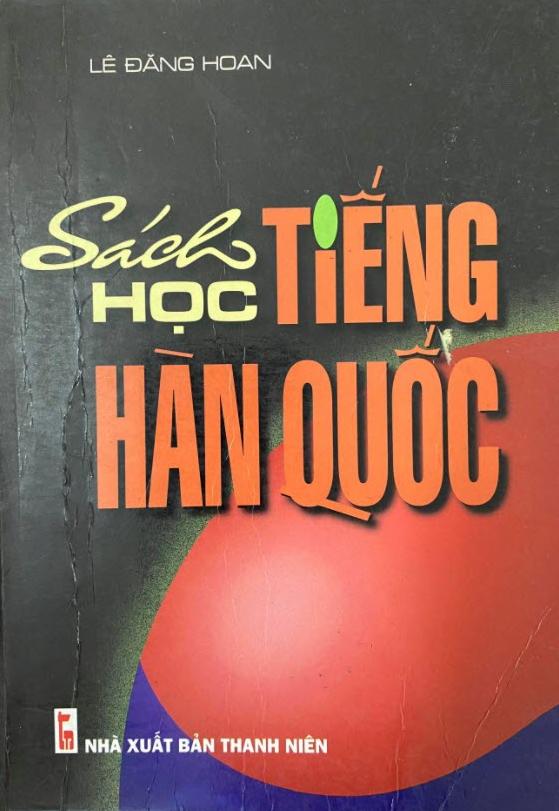 LÊ ĐĂNG HOAN
Sách TiẾNG
HỌC
HÀN QUỐC
NHÀ XUẤT BẢN THANH NIÊN